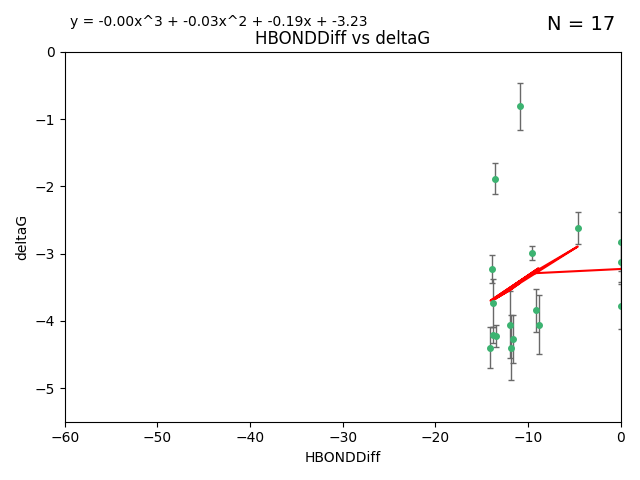 y = -0.00x^3 + -0.03x^2 + -0.19x + -3.23
N = 17
HBONDDiff vs deltaG
0
−1
−2
−3
−4
−5
deltaG
−60 −50 −40 −30 −20 −10 0
HBONDDiff